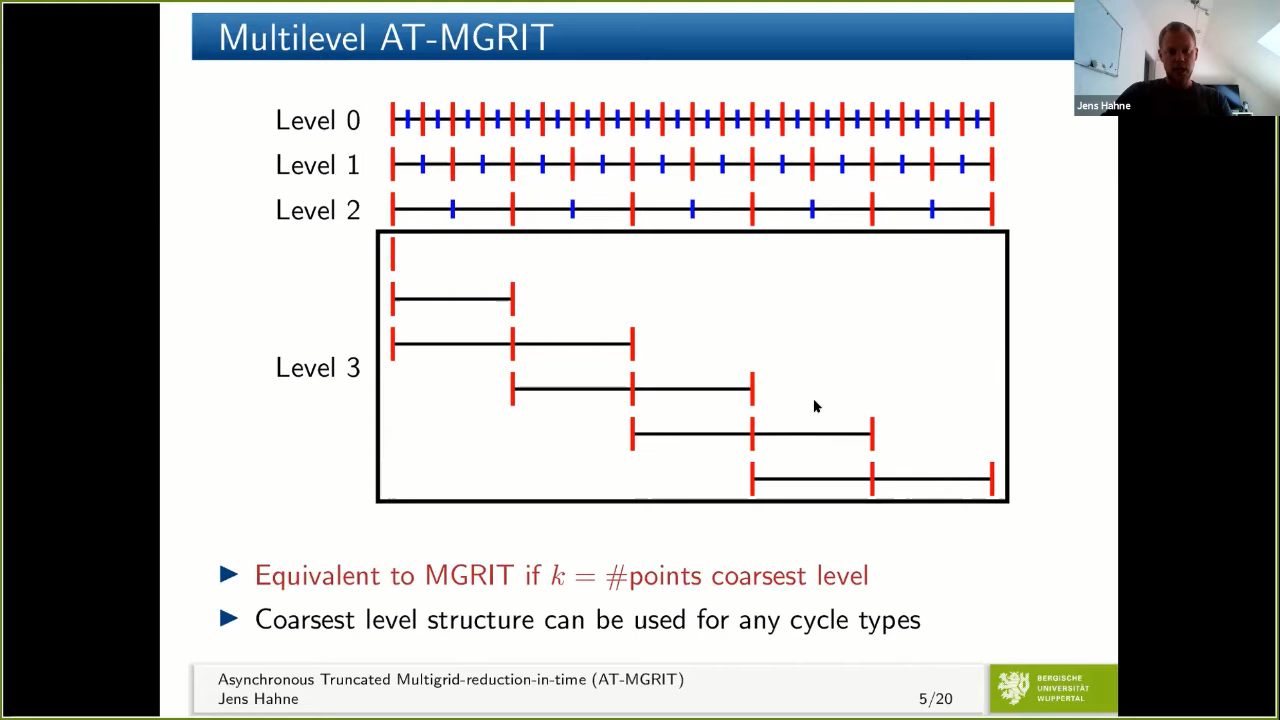 Multilevel AT-MGRIT
Jens Hahne
Level 0
Level 1
Level 2
Level 3
Equivalent to MGRIT if k = #points coarsest level
Coarsest level structure can be used for any cycle types
Asynchronous Truncated Multigrid-reduction-in-time (AT-MGRIT)
Jens Hahne
5/20
BERGISCHE
UNIVERSITÄT
WUPPERTAL